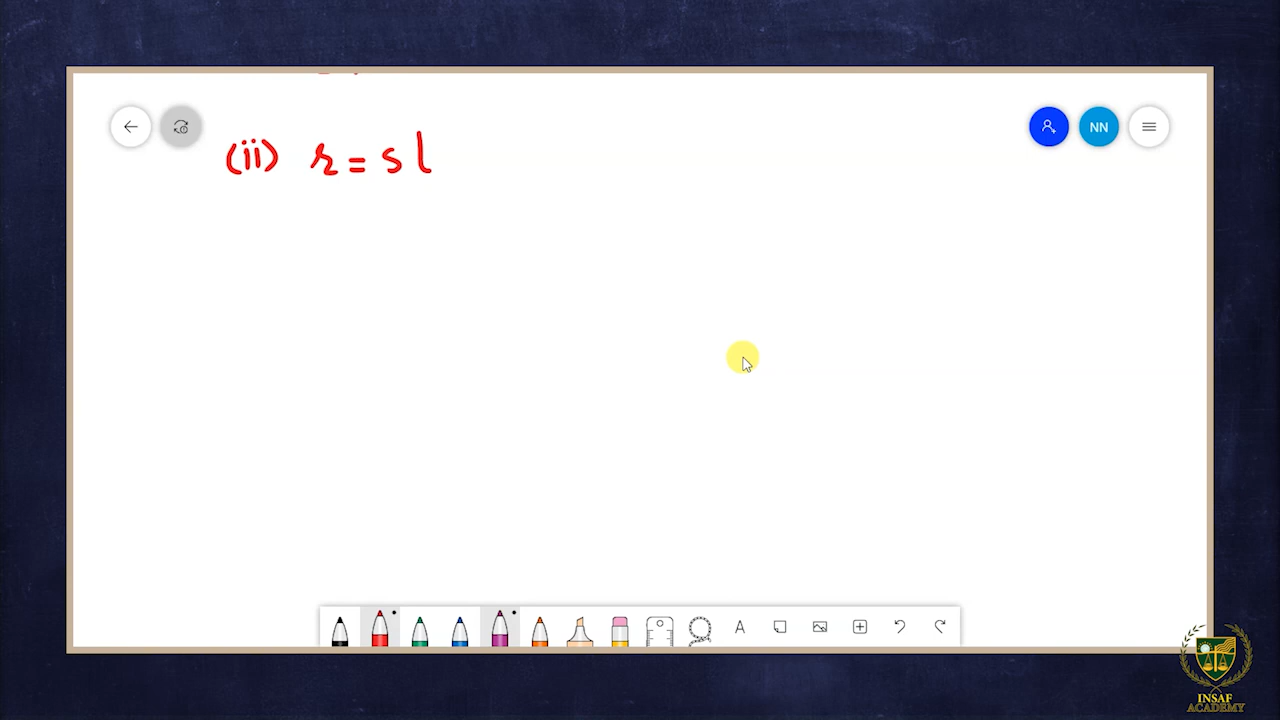 (ii) r = s l
NN
A
INSAF
ACADEMY